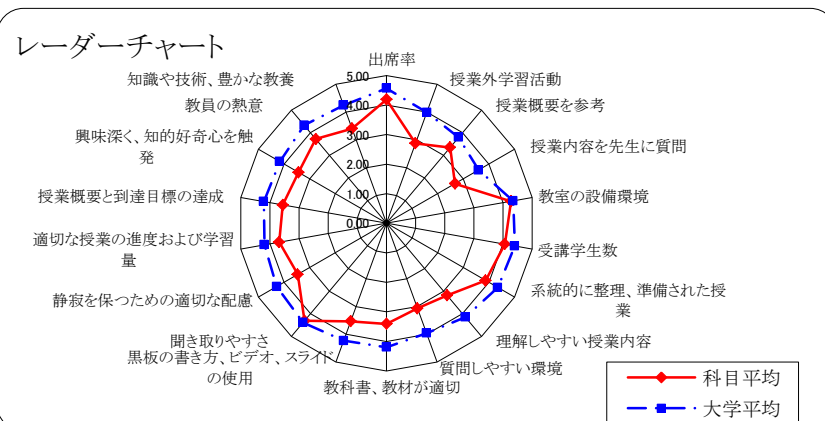 レーダーチャート
出席率
授業外学習活動
授業概要を参考
授業内容を先生に質問
教室の設備環境
受講学生数
系統的に整理、準備された授
業
理解しやすい授業内容
質問しやすい環境
教科書、教材が適切
黒板の書き方、ビデオ、スライド
の使用
聞き取りやすさ
静寂を保つための適切な配慮
適切な授業の進度および学習
量
授業概要と到達目標の達成
興味深く、知的好奇心を触
発
教員の熱意
知識や技術、豊かな教養
5.00
4.00
3.00
2.00
1.00
0.00
科目平均
大学平均